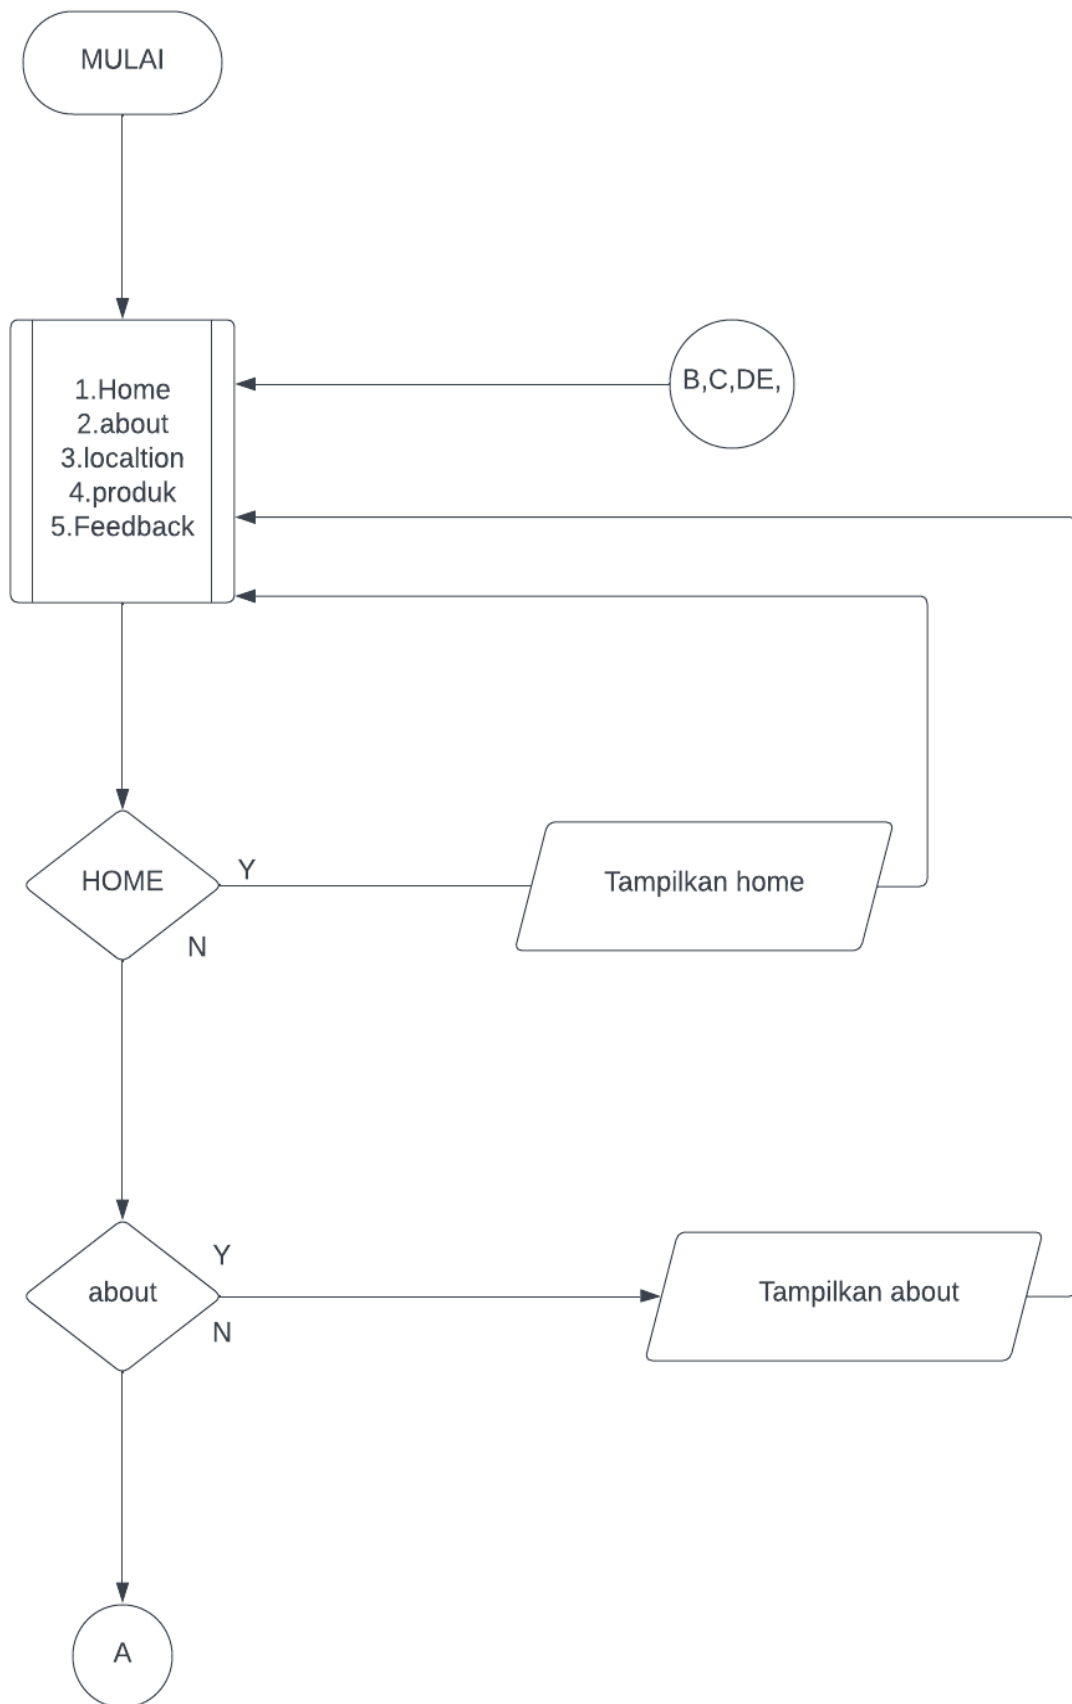 MULAI
1.Home
2.about
3.localtion
4.produk
5.Feedback
B,C,DE,
HOME
Y
N
Tampilkan home
about
Y
N
Tampilkan about
A